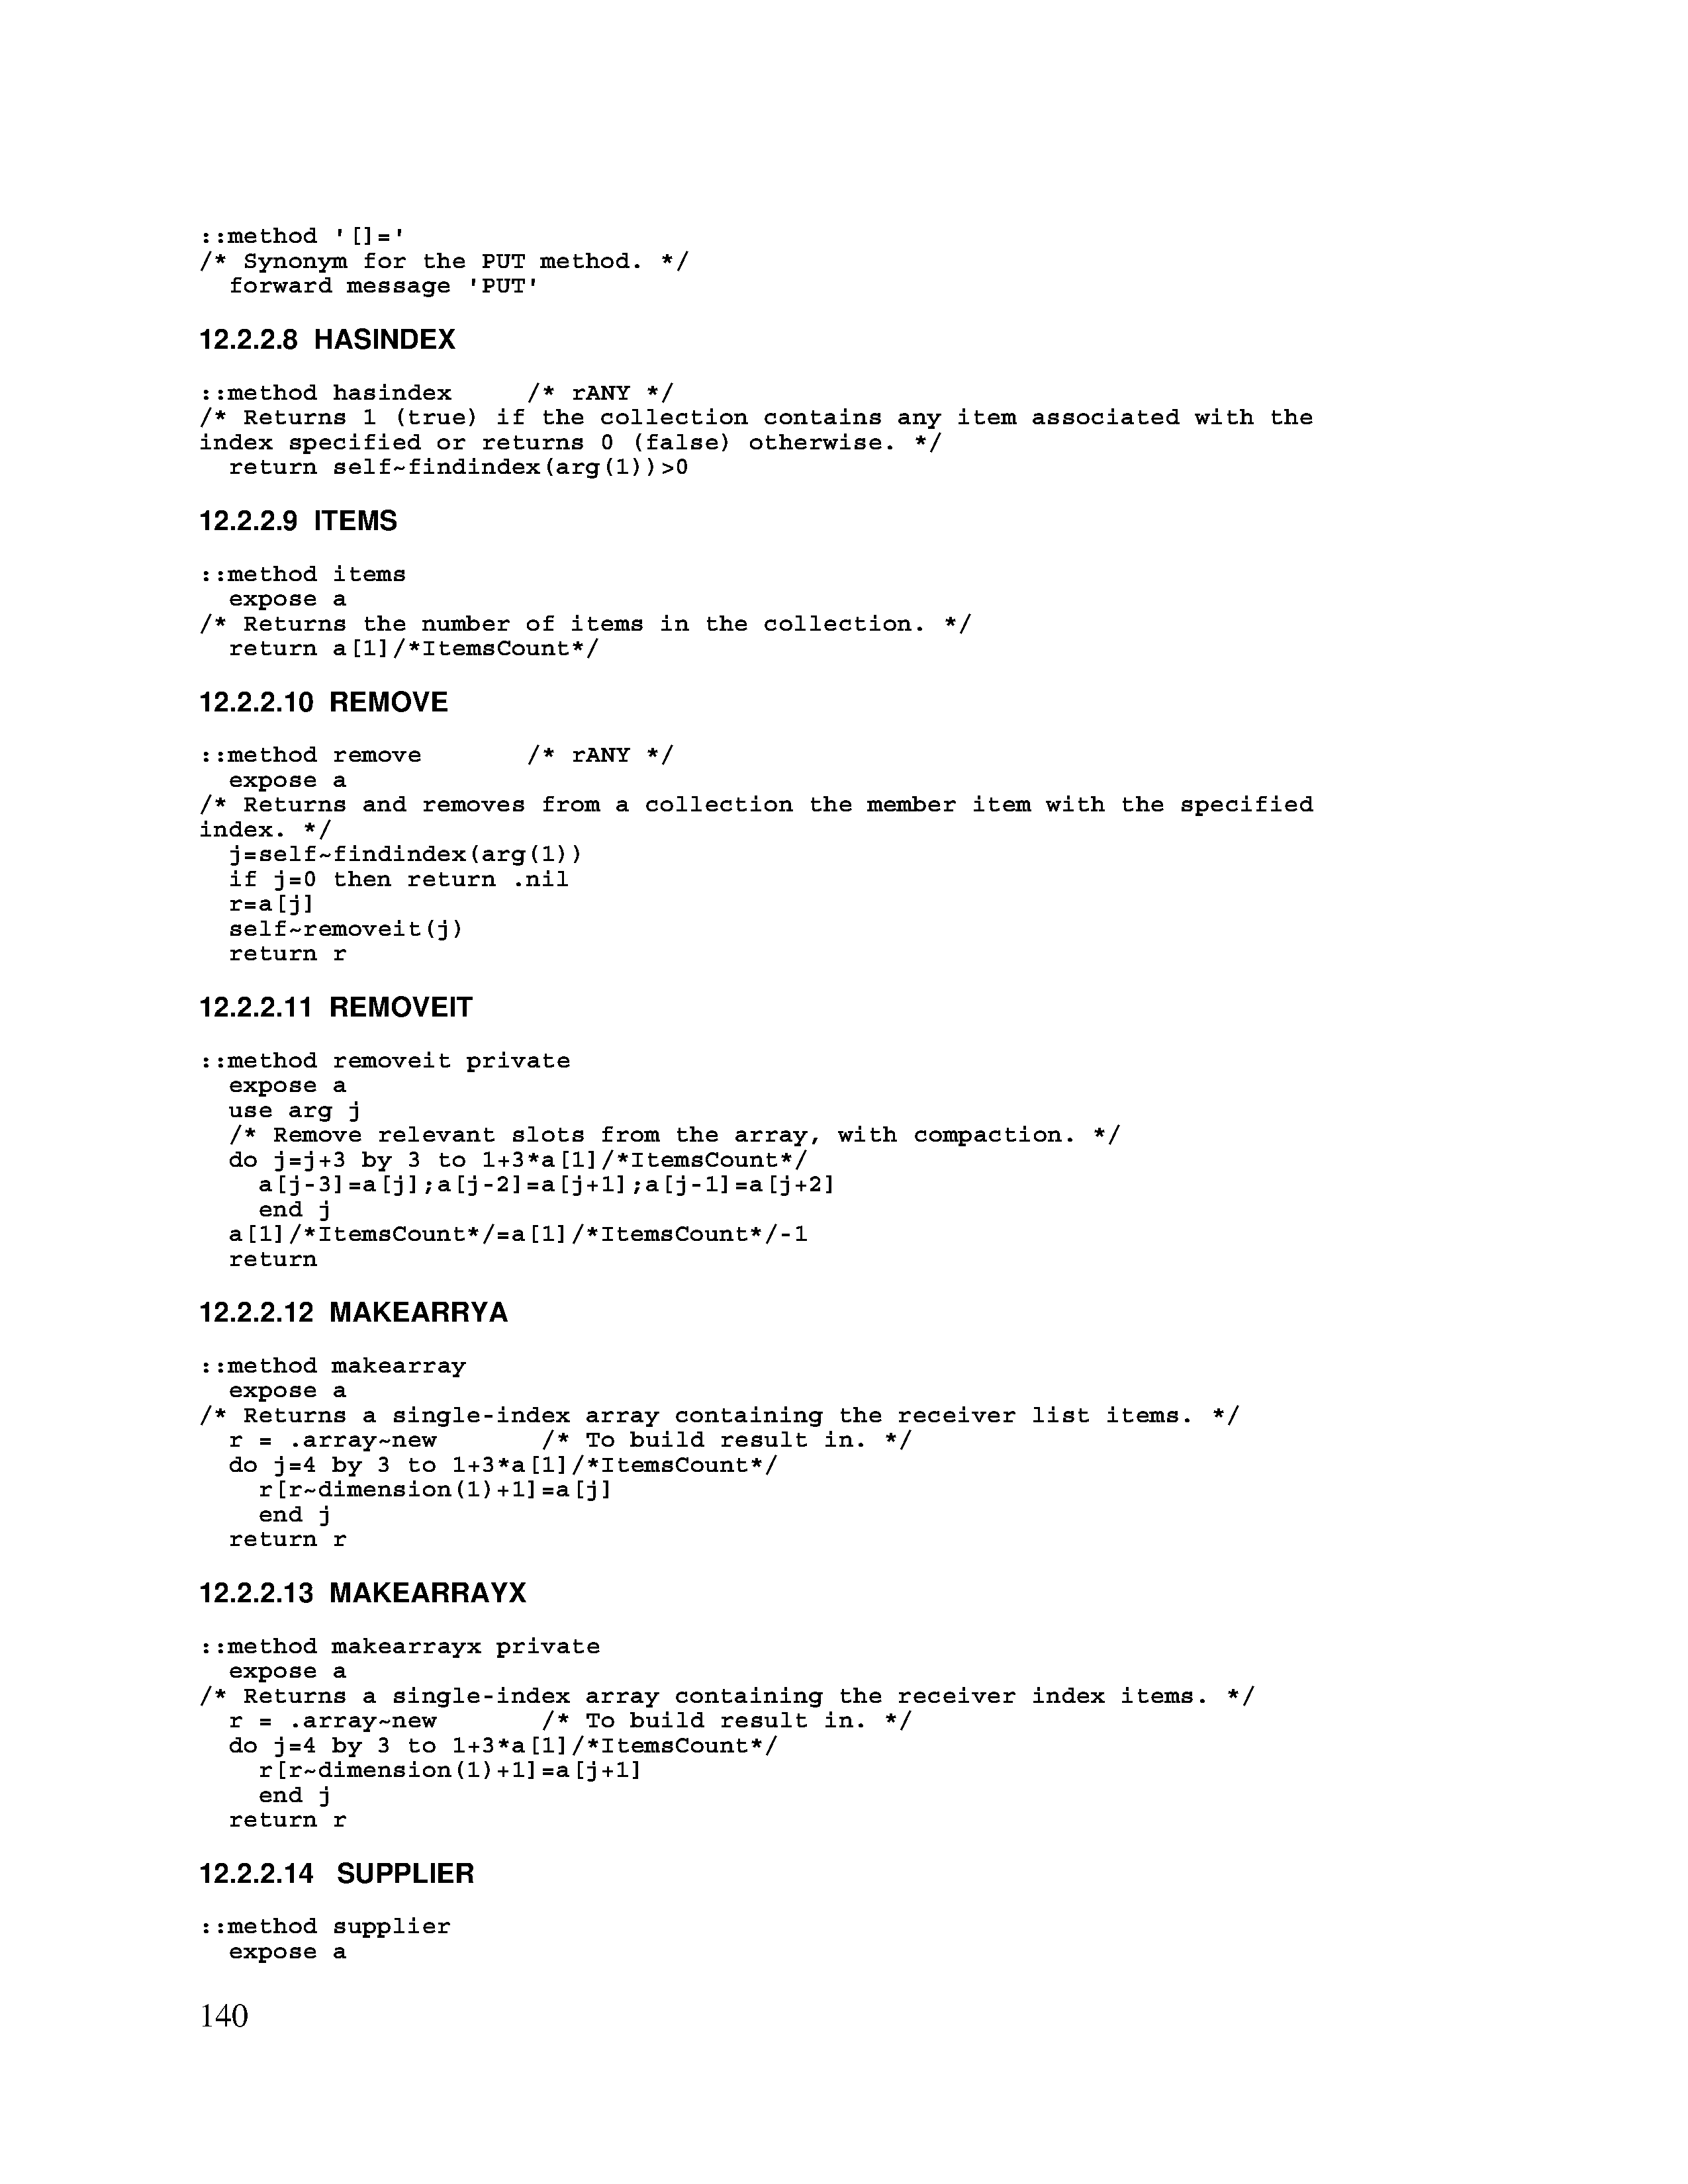 ::method '[]='
/* Synonym for the PUT method. */
  forward message 'PUT'
12.2.2.8 HASINDEX
::method hasindex     /* rANY */
/* Returns 1 (true) if the collection contains any item associated with the
index specified or returns 0 (false) otherwise. */
  return self~findindex(arg(1))>0
12.2.2.9 ITEMS
::method items
  expose a
/* Returns the number of items in the collection. */
  return a[1]/*ItemsCount*/
12.2.2.10 REMOVE
::method remove       /* rANY */
  expose a
/* Returns and removes from a collection the member item with the specified
index. */
  j=self~findindex(arg(1))
  if j=0 then return .nil
  r=a[j]
  self~removeit(j)
  return r
12.2.2.11 REMOVEIT
::method removeit private
  expose a
  use arg j
  /* Remove relevant slots from the array, with compaction. */
  do j=j+3 by 3 to 1+3*a[1]/*ItemsCount*/
    a[j-3]=a[j];a[j-2]=a[j+1];a[j-1]=a[j+2]
    end j
  a[1]/*ItemsCount*/=a[1]/*ItemsCount*/-1
  return
12.2.2.12 MAKEARRYA
::method makearray
  expose a
/* Returns a single-index array containing the receiver list items. */
  r = .array~new       /* To build result in. */
  do j=4 by 3 to 1+3*a[1]/*ItemsCount*/
    r[r~dimension(1)+1]=a[j]
    end j
  return r
12.2.2.13 MAKEARRAYX
::method makearrayx private
  expose a
/* Returns a single-index array containing the receiver index items. */
  r = .array~new       /* To build result in. */
  do j=4 by 3 to 1+3*a[1]/*ItemsCount*/
    r[r~dimension(1)+1]=a[j+1]
    end j
  return r
12.2.2.14 SUPPLIER
::method supplier
  expose a
140